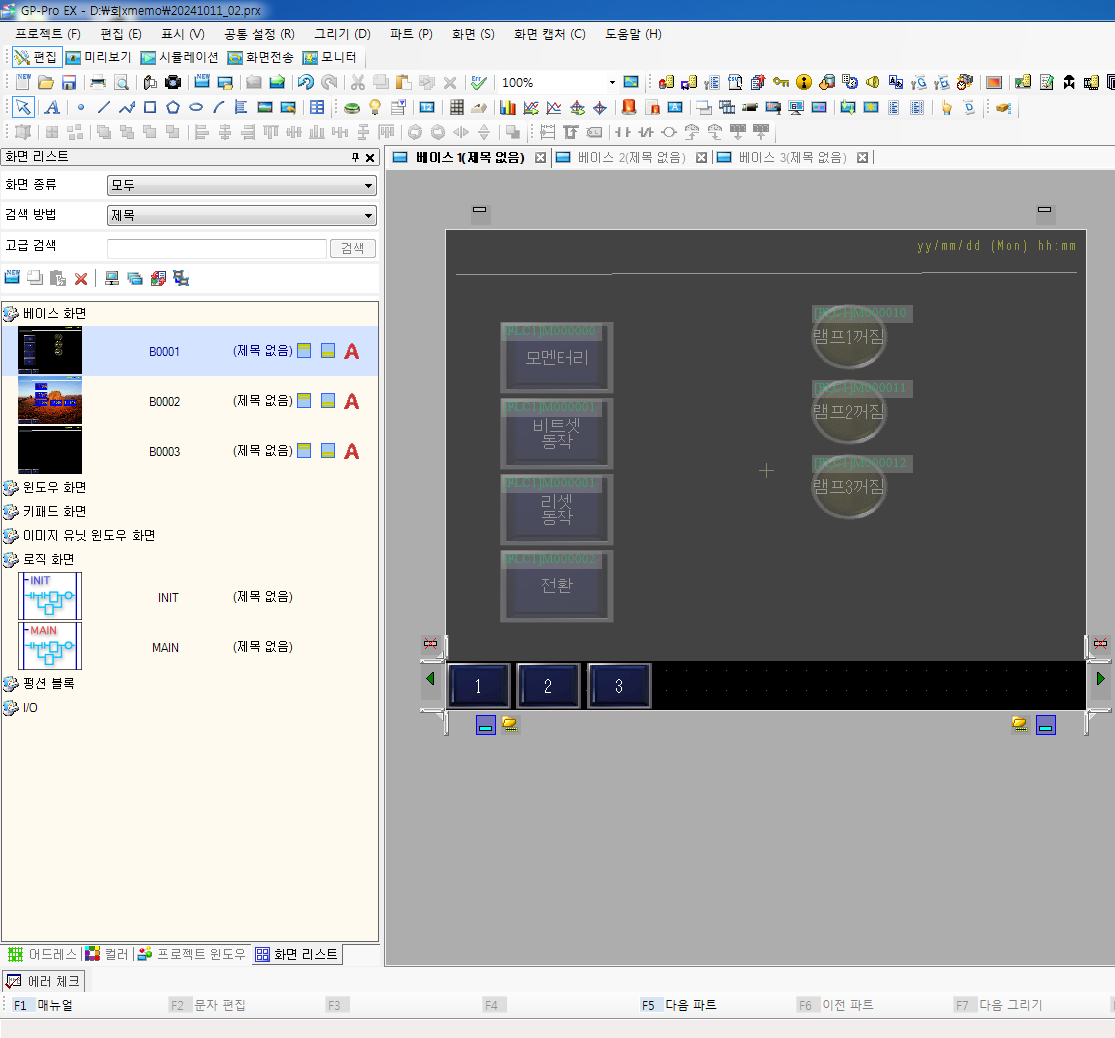 GP-Pro EX - D:₩회xmemo₩20241011_02.prx
프로젝트 (F) 편집 (E) 표시 (V) 공통 설정 (R) 그리기 (D) 파트 (P) 화면 (S) 화면 캡처 (C) 도움말 (H)
편집 미리보기 시뮬레이션 화면전송 모니터
100%
화면 리스트
베이스 1(제목 없음) 베이스 2(제목 없음) 베이스 3(제목 없음)
화면 종류 모두
검색 방법 제목
고급 검색 검색
베이스 화면
B0001 (제목 없음) A
B0002 (제목 없음) A
B0003 (제목 없음) A
윈도우 화면
키패드 화면
이미지 유닛 윈도우 화면
로직 화면
INIT INIT (제목 없음)
MAIN MAIN (제목 없음)
펑션 블록
I/O
yy/mm/dd (Mon) hh:mm
[PLC1]M000000
모멘터리
[PLC1]M000001
비트셋
동작
[PLC1]M000001
리셋
동작
[PLC1]M000002
전환
[PLC1]M000010
램프1꺼짐
[PLC1]M000011
램프2꺼짐
[PLC1]M000012
램프3꺼짐
1 2 3
어드레스 컬러 프로젝트 윈도우 화면 리스트
에러 체크
F1 매뉴얼 F2 문자 편집 F3 F4 F5 다음 파트 F6 이전 파트 F7 다음 그리기